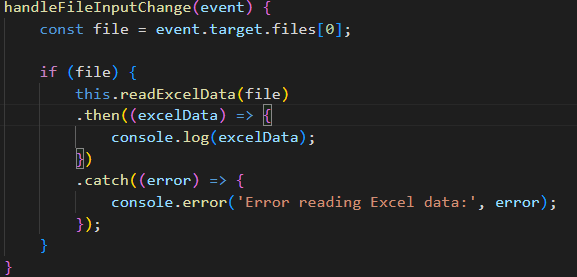 handleFileInputChange(event) {
    const file = event.target.files[0];

    if (file) {
        this.readExcelData(file)
        .then((excelData) => {
            console.log(excelData);
        })
        .catch((error) => {
            console.error('Error reading Excel data:', error);
        });
    }
}